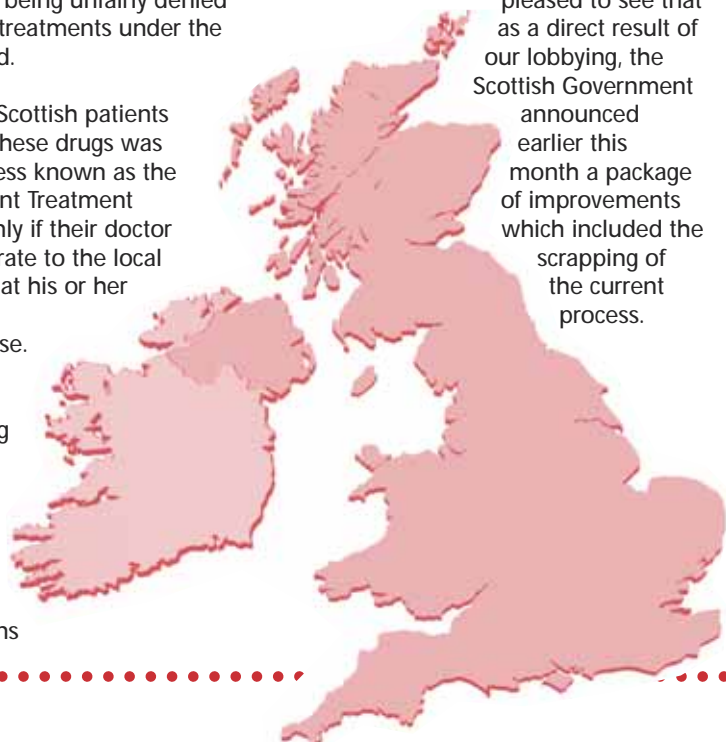 being unfairly denied
treatments under the
d.
Scottish patients
hese drugs was
ess known as the
nt Treatment
nly if their doctor
rate to the local
at his or her
se.
g
ns
pleased to see that
as a direct result of
our lobbying, the
Scottish Government
announced
earlier this
month a package
of improvements
which included the
scrapping of
the current
process.